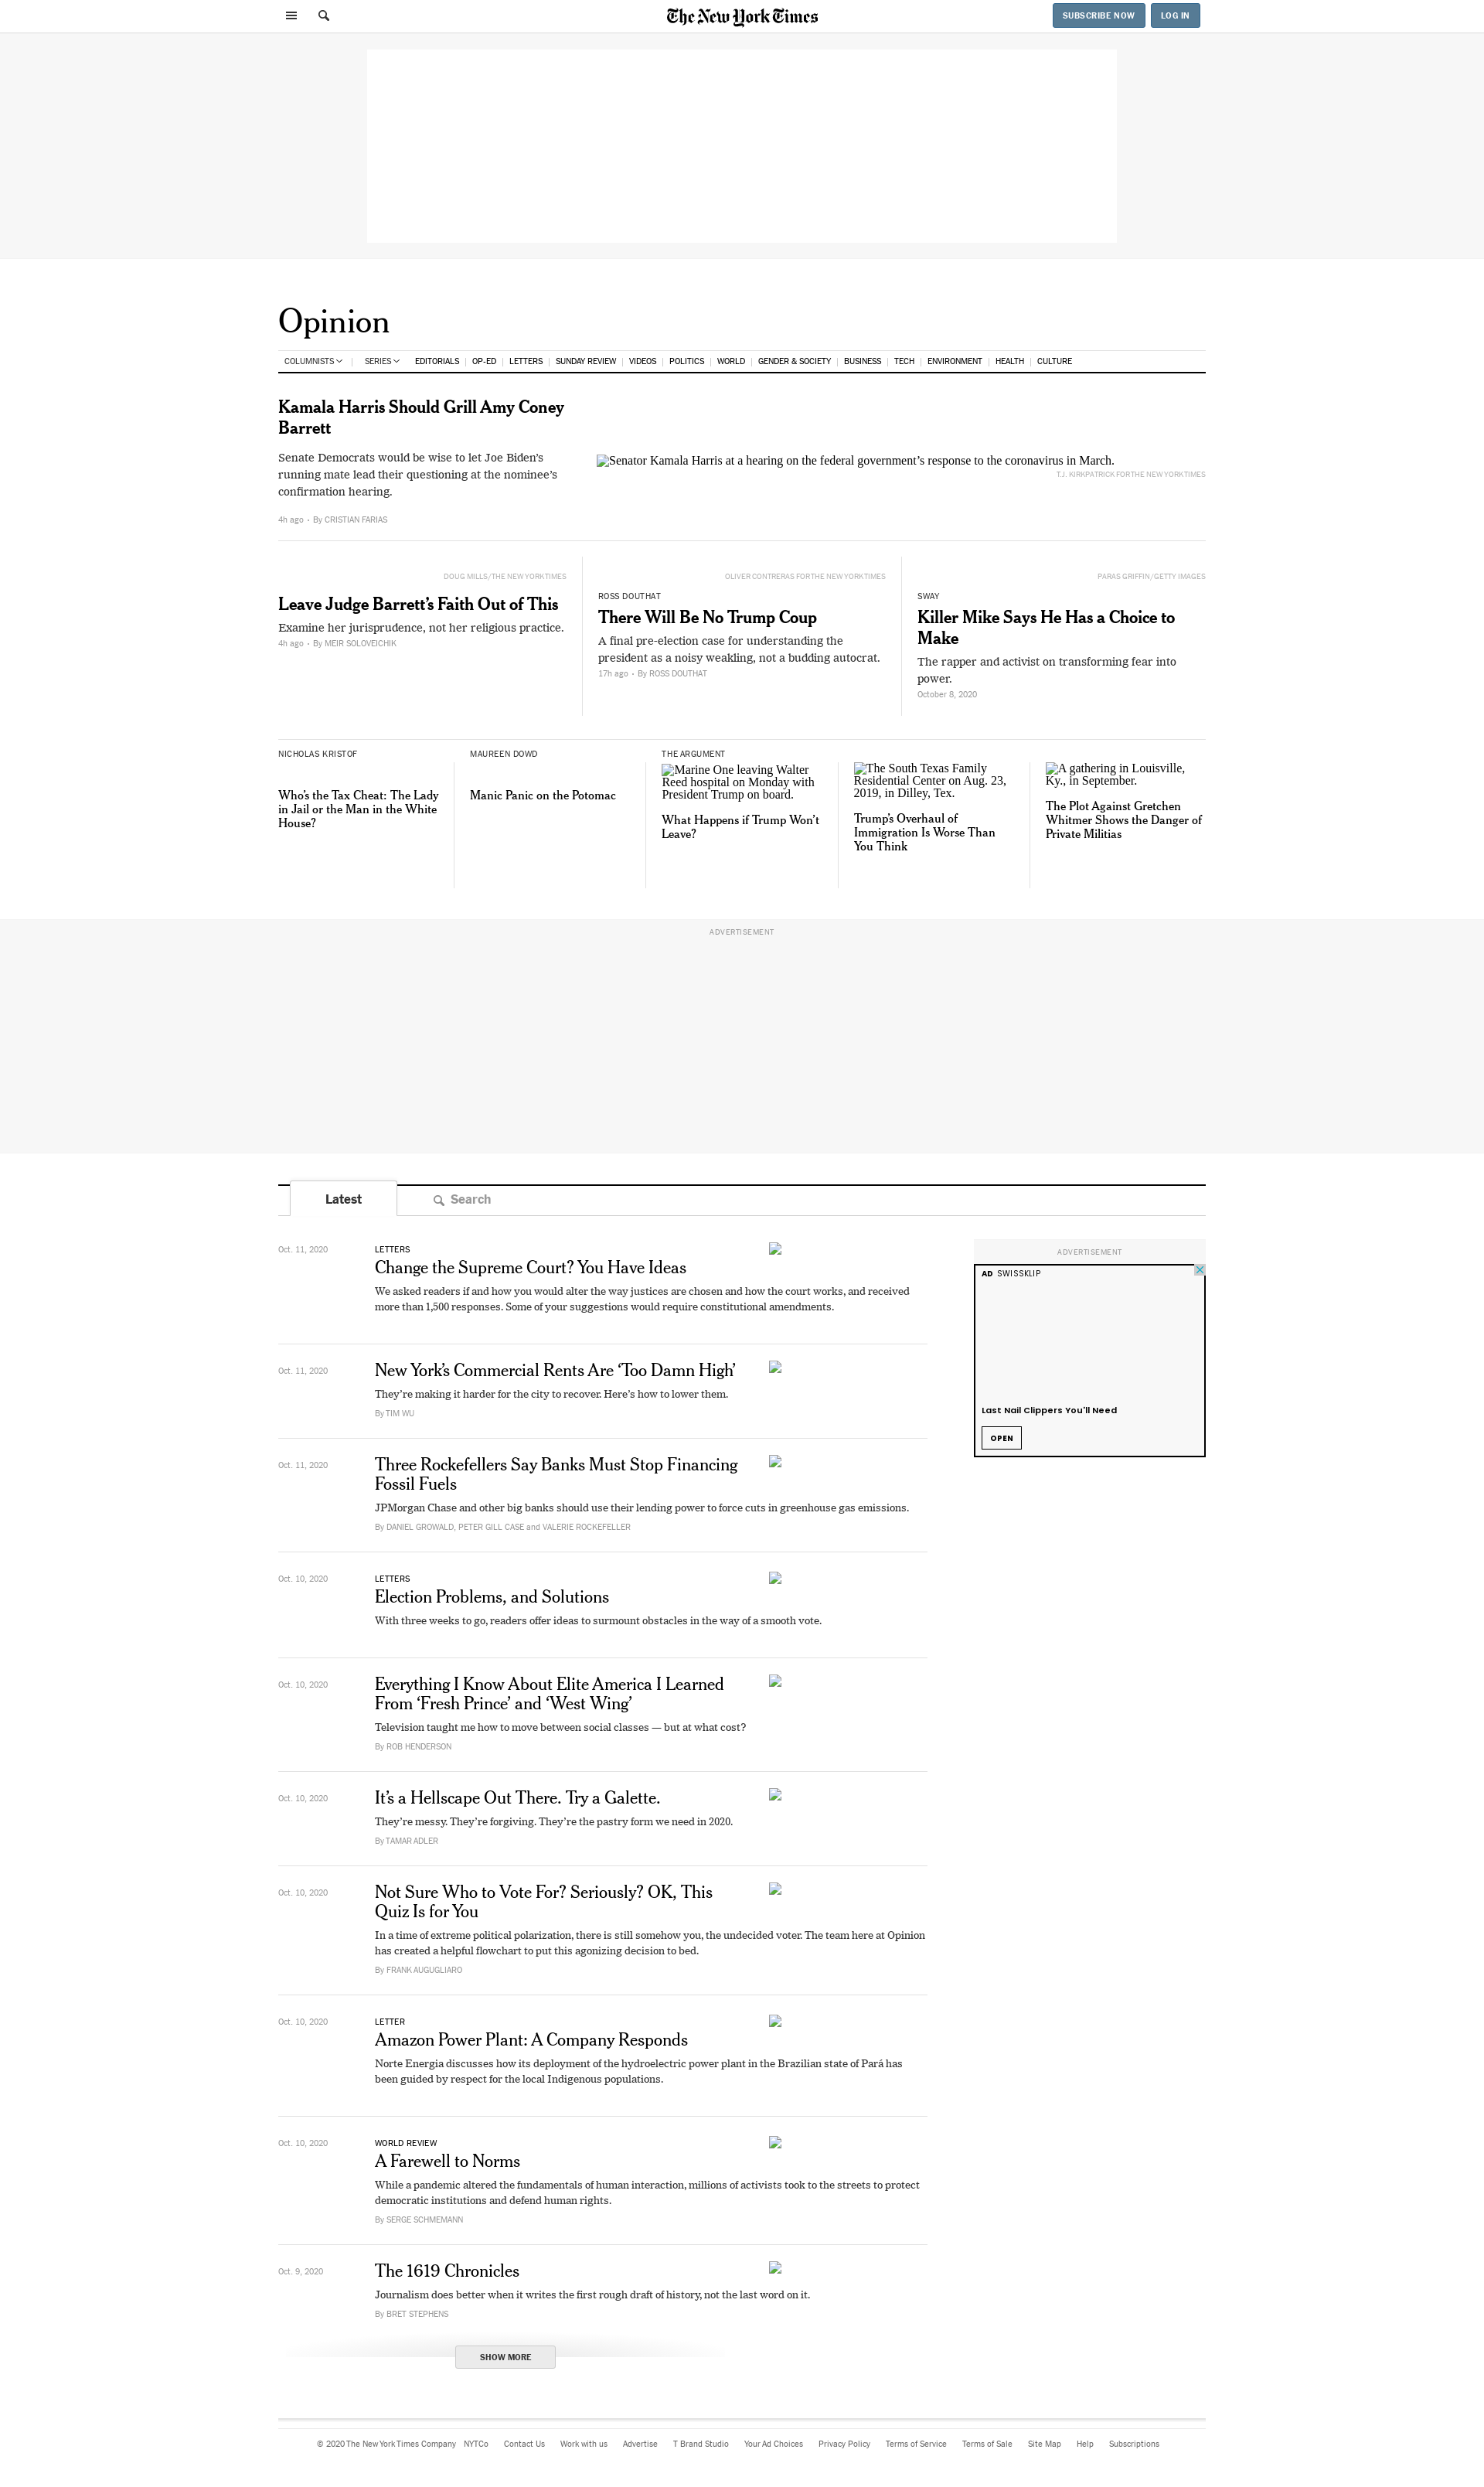 The New York Times
SUBSCRIBE NOW
LOG IN
Opinion
COLUMNISTS | SERIES EDITORIALS | OP-ED | LETTERS | SUNDAY REVIEW | VIDEOS | POLITICS | WORLD | GENDER & SOCIETY | BUSINESS | TECH | ENVIRONMENT | HEALTH | CULTURE
Kamala Harris Should Grill Amy Coney
Barrett
Senate Democrats would be wise to let Joe Biden's
running mate lead their questioning at the nominee's
confirmation hearing.
4h ago • By CRISTIAN FARIAS
Senator Kamala Harris at a hearing on the federal government's response to the coronavirus in March.
T.J. KIRKPATRICK FOR THE NEW YORK TIMES
DOUG MILLS/THE NEW YORK TIMES
Leave Judge Barrett's Faith Out of This
Examine her jurisprudence, not her religious practice.
4h ago • By MEIR SOLOVEICHIK
OLIVER CONTRERAS FOR THE NEW YORK TIMES
ROSS DOUTHAT
There Will Be No Trump Coup
A final pre-election case for understanding the
president as a noisy weakling, not a budding autocrat.
17h ago • By ROSS DOUTHAT
PARAS GRIFFIN/GETTY IMAGES
SWAY
Killer Mike Says He Has a Choice to
Make
The rapper and activist on transforming fear into
power.
October 8, 2020
NICHOLAS KRISTOF
Who's the Tax Cheat: The Lady
in Jail or the Man in the White
House?
MAUREEN DOWD
Manic Panic on the Potomac
THE ARGUMENT
Marine One leaving Walter
Reed hospital on Monday with
President Trump on board.
What Happens if Trump Won't
Leave?
The South Texas Family
Residential Center on Aug. 23,
2019, in Dilley, Tex.
Trump's Overhaul of
Immigration Is Worse Than
You Think
A gathering in Louisville,
Ky., in September.
The Plot Against Gretchen
Whitmer Shows the Danger of
Private Militias
ADVERTISEMENT
Latest
Search
Oct. 11, 2020
LETTERS
Change the Supreme Court? You Have Ideas
We asked readers if and how you would alter the way justices are chosen and how the court works, and received
more than 1,500 responses. Some of your suggestions would require constitutional amendments.
ADVERTISEMENT
AD SWISSKLIP
Last Nail Clippers You'll Need
OPEN
Oct. 11, 2020
New York's Commercial Rents Are 'Too Damn High'
They're making it harder for the city to recover. Here's how to lower them.
By TIM WU
Oct. 11, 2020
Three Rockefellers Say Banks Must Stop Financing
Fossil Fuels
JPMorgan Chase and other big banks should use their lending power to force cuts in greenhouse gas emissions.
By DANIEL GROWALD, PETER GILL CASE and VALERIE ROCKEFELLER
Oct. 10, 2020
LETTERS
Election Problems, and Solutions
With three weeks to go, readers offer ideas to surmount obstacles in the way of a smooth vote.
Oct. 10, 2020
Everything I Know About Elite America I Learned
From 'Fresh Prince' and 'West Wing'
Television taught me how to move between social classes — but at what cost?
By ROB HENDERSON
Oct. 10, 2020
It's a Hellscape Out There. Try a Galette.
They're messy. They're forgiving. They're the pastry form we need in 2020.
By TAMAR ADLER
Oct. 10, 2020
Not Sure Who to Vote For? Seriously? OK, This
Quiz Is for You
In a time of extreme political polarization, there is still somehow you, the undecided voter. The team here at Opinion
has created a helpful flowchart to put this agonizing decision to bed.
By FRANK AUGUGLIARO
Oct. 10, 2020
LETTER
Amazon Power Plant: A Company Responds
Norte Energia discusses how its deployment of the hydroelectric power plant in the Brazilian state of Pará has
been guided by respect for the local Indigenous populations.
Oct. 10, 2020
WORLD REVIEW
A Farewell to Norms
While a pandemic altered the fundamentals of human interaction, millions of activists took to the streets to protect
democratic institutions and defend human rights.
By SERGE SCHMEMANN
Oct. 9, 2020
The 1619 Chronicles
Journalism does better when it writes the first rough draft of history, not the last word on it.
By BRET STEPHENS
SHOW MORE
© 2020 The New York Times Company NYTCo Contact Us Work with us Advertise T Brand Studio Your Ad Choices Privacy Policy Terms of Service Terms of Sale Site Map Help Subscriptions